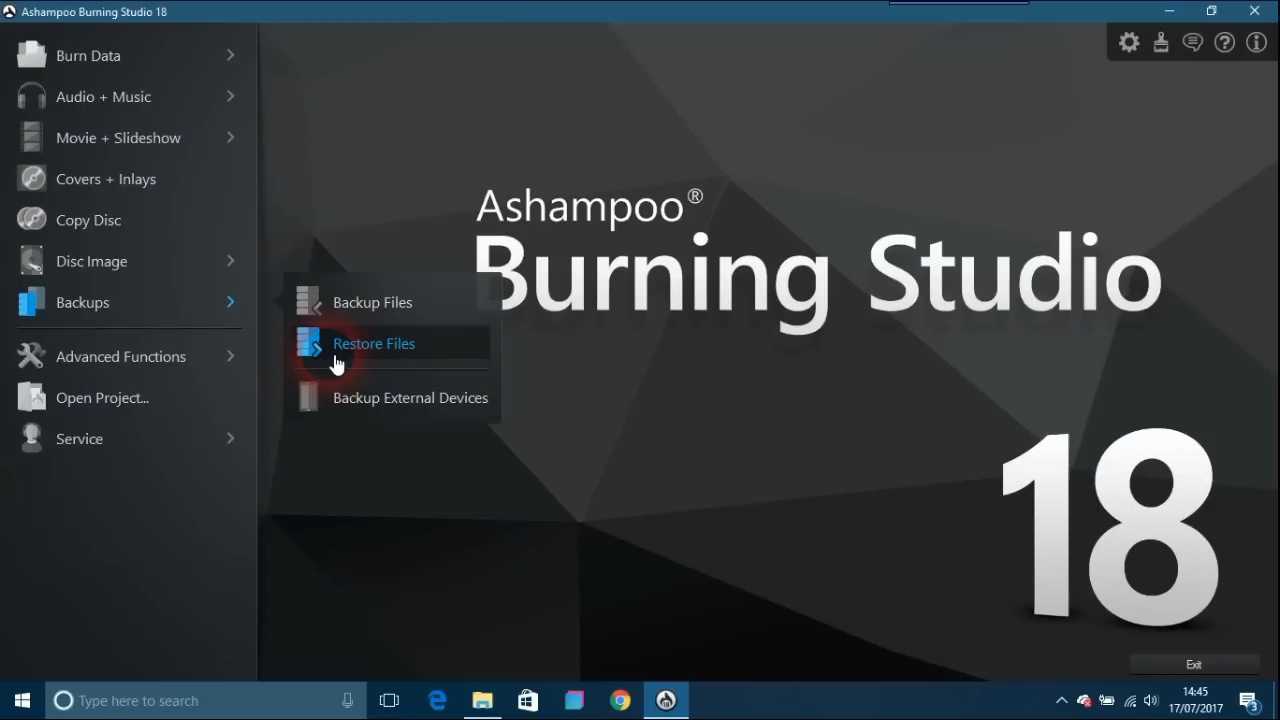 Ashampoo Burning Studio 18
Burn Data
Audio + Music
Movie + Slideshow
Covers + Inlays
Copy Disc
Disc Image
Backups
Advanced Functions
Open Project...
Service
Backup Files
Restore Files
Backup External Devices
Ashampoo®
Burning Studio
18
Exit
Type here to search
18
14:45
17/07/2017
3